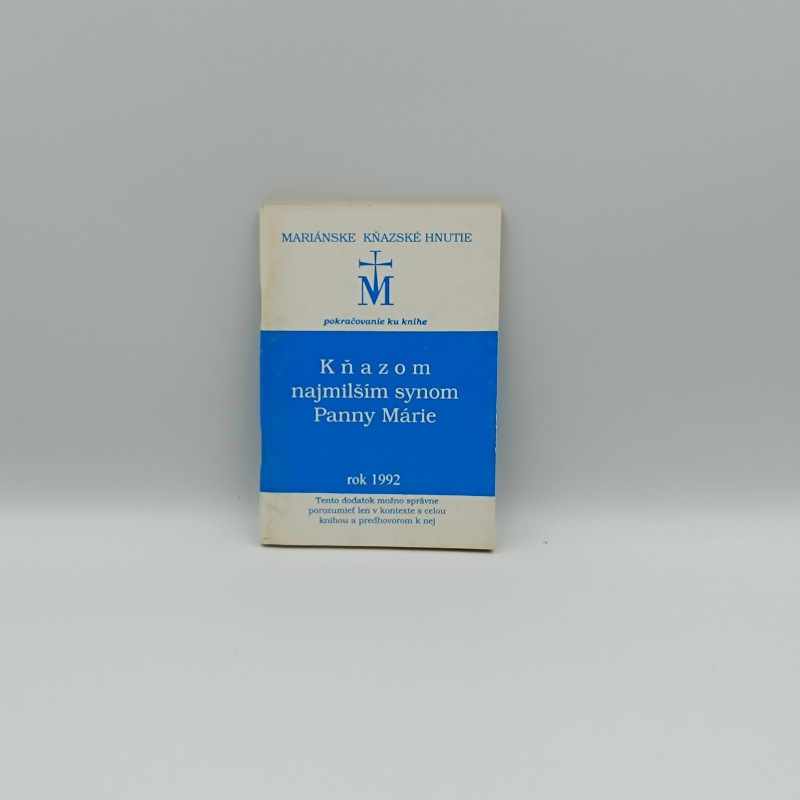 MARIÁNSKE KŇAZSKÉ HNUTIE
M
pokračovanie ku knihe
Kňazom
najmilším synom
Panny Márie
rok 1992
Tento dodatok možno správne
porozumieť len v kontexte s celou
knihou a predhovorom k nej